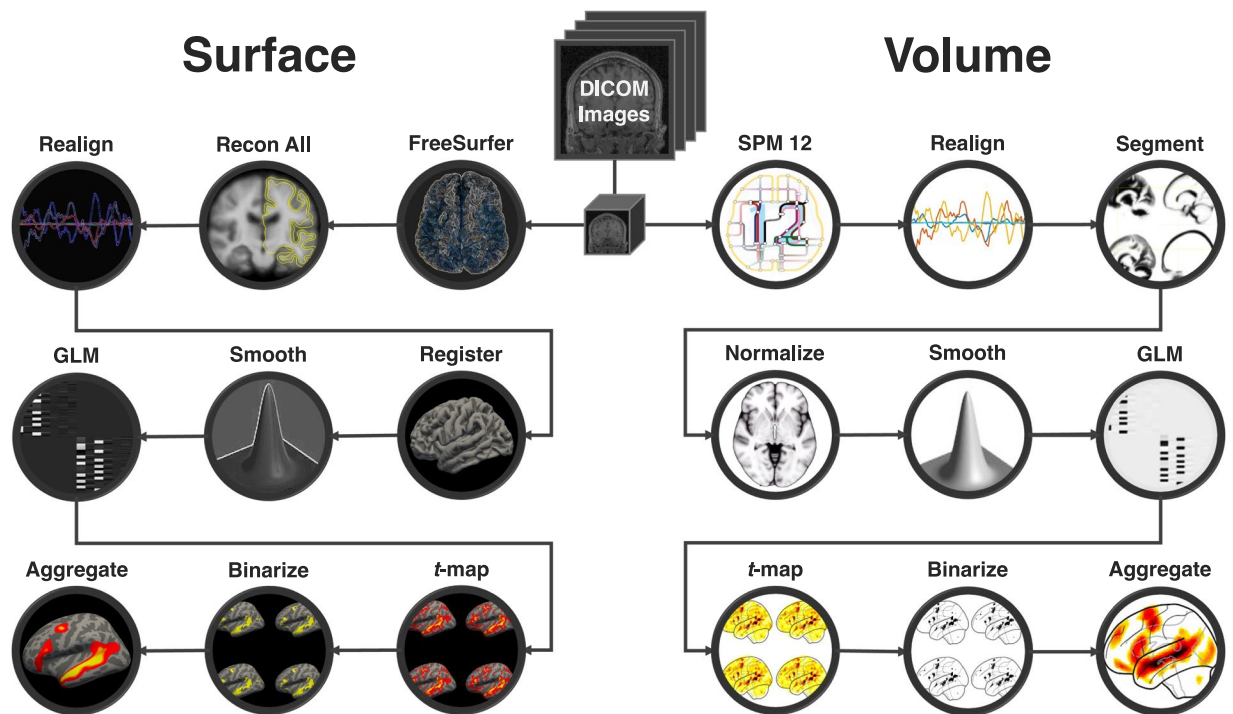 Surface
Volume
DICOM
Images
Realign
Recon All
FreeSurfer
SPM 12
Realign
Segment
12
GLM
Smooth
Register
Normalize
Smooth
GLM
Aggregate
Binarize
t-map
t-map
Binarize
Aggregate